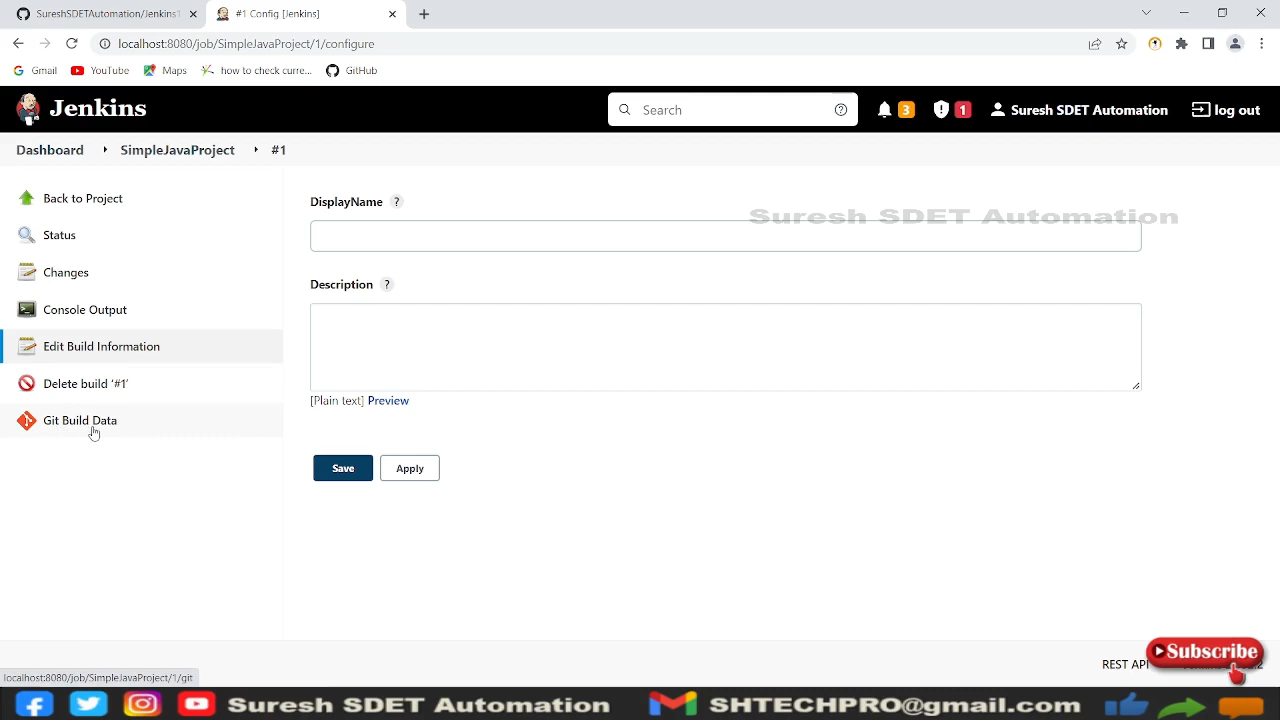 SureshSDETAutomation/Jenkins1
#1 Config [Jenkins]
localhost:8080/job/SimpleJavaProject/1/configure
Gmail
YouTube
Maps
how to check curre...
GitHub
Jenkins
Search
3
1
Suresh SDET Automation
log out
Dashboard
SimpleJavaProject
#1
Back to Project
Status
Changes
Console Output
Edit Build Information
Delete build ‘#1’
Git Build Data
DisplayName ?
Suresh SDET Automation
Description ?
[Plain text] Preview
Save
Apply
REST API
Subscribe
localhost:8080/job/SimpleJavaProject/1/git
Suresh SDET Automation
SHTECHPRO@gmail.com